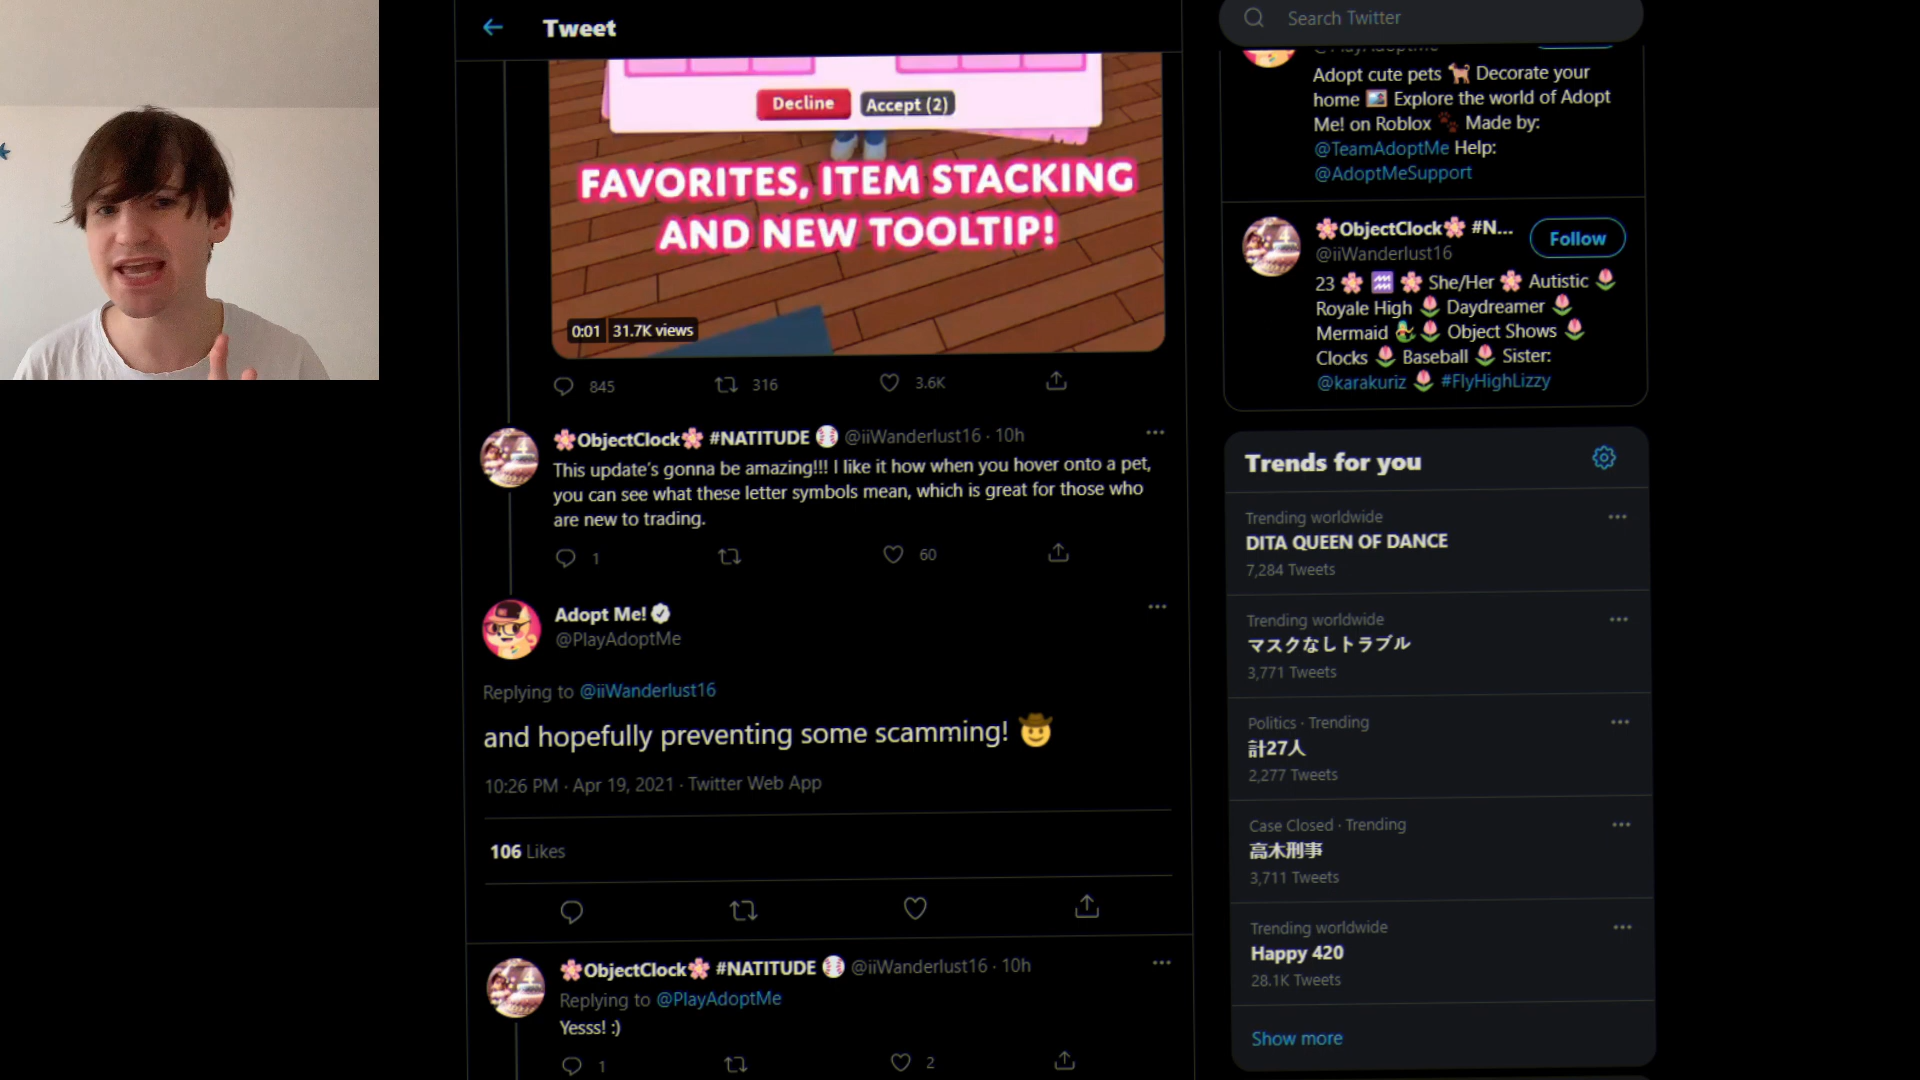 Tweet
Decline
Accept (2)
FAVORITES, ITEM STACKING
AND NEW TOOLTIP!
0:01
31.7K views
845
316
3.6K
🌸ObjectClock🌸 #NATITUDE ⚾ @iiWanderlust16 · 10h
This update's gonna be amazing!!! I like it how when you hover onto a pet,
you can see what these letter symbols mean, which is great for those who
are new to trading.
1
60
Adopt Me!
@PlayAdoptMe
Replying to @iiWanderlust16
and hopefully preventing some scamming! 🤠
10:26 PM · Apr 19, 2021 · Twitter Web App
106 Likes
🌸ObjectClock🌸 #NATITUDE ⚾ @iiWanderlust16 · 10h
Replying to @PlayAdoptMe
Yesss! :)
1
2
Search Twitter
@PlayAdoptMe
Adopt cute pets 🐕 Decorate your
home 🖼️ Explore the world of Adopt
Me! on Roblox 🐾 Made by:
@TeamAdoptMe Help:
@AdoptMeSupport
🌸ObjectClock🌸 #N...
Follow
@iiWanderlust16
23 🌸 ♒ 🌸 She/Her 🌸 Autistic 🌷
Royale High 🌷 Daydreamer 🌷
Mermaid 🧜‍♀️ 🌷 Object Shows 🌷
Clocks 🌷 Baseball 🌷 Sister:
@karakuriz 🌷 #FlyHighLizzy
Trends for you
Trending worldwide
DITA QUEEN OF DANCE
7,284 Tweets
Trending worldwide
マスクなしトラブル
3,771 Tweets
Politics · Trending
計27人
2,277 Tweets
Case Closed · Trending
高木刑事
3,711 Tweets
Trending worldwide
Happy 420
28.1K Tweets
Show more